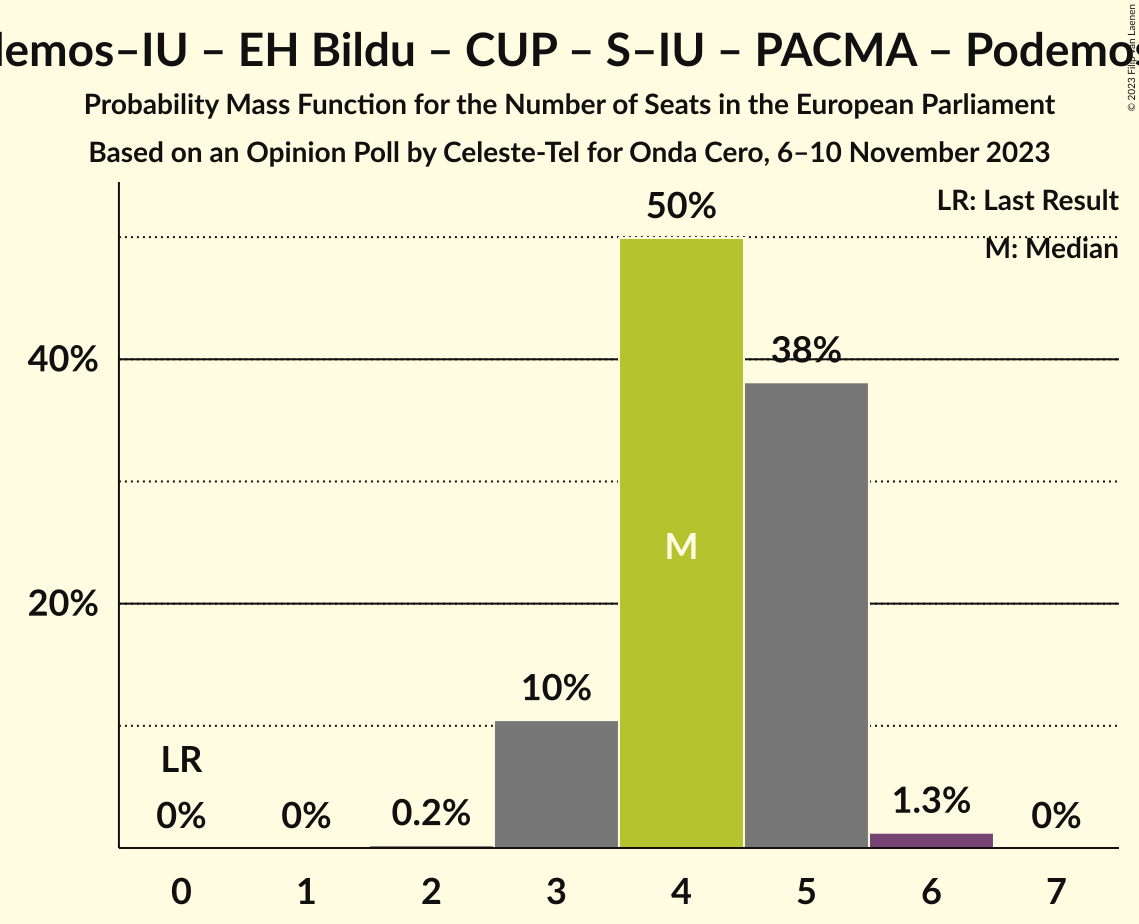 –IU – EH Bildu – CUP – S–IU – PACMA –
Probability Mass Function for the Number of Seats in the European Parliament
Based on an Opinion Poll by Celeste-Tel for Onda Cero, 6–10 November 2023
© 2023 Filip van Laenen
LR: Last Result
M: Median
50%
40%
38%
M
20%
10%
LR
0%
0%
0.2%
1.3%
0%
0 1 2 3 4 5 6 7